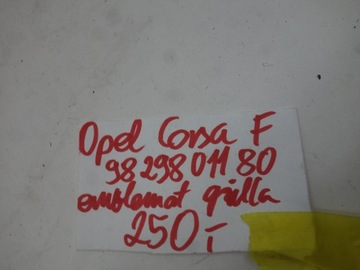 Opel Corsa F
98 298 011 80
emblemat grilla
250,-